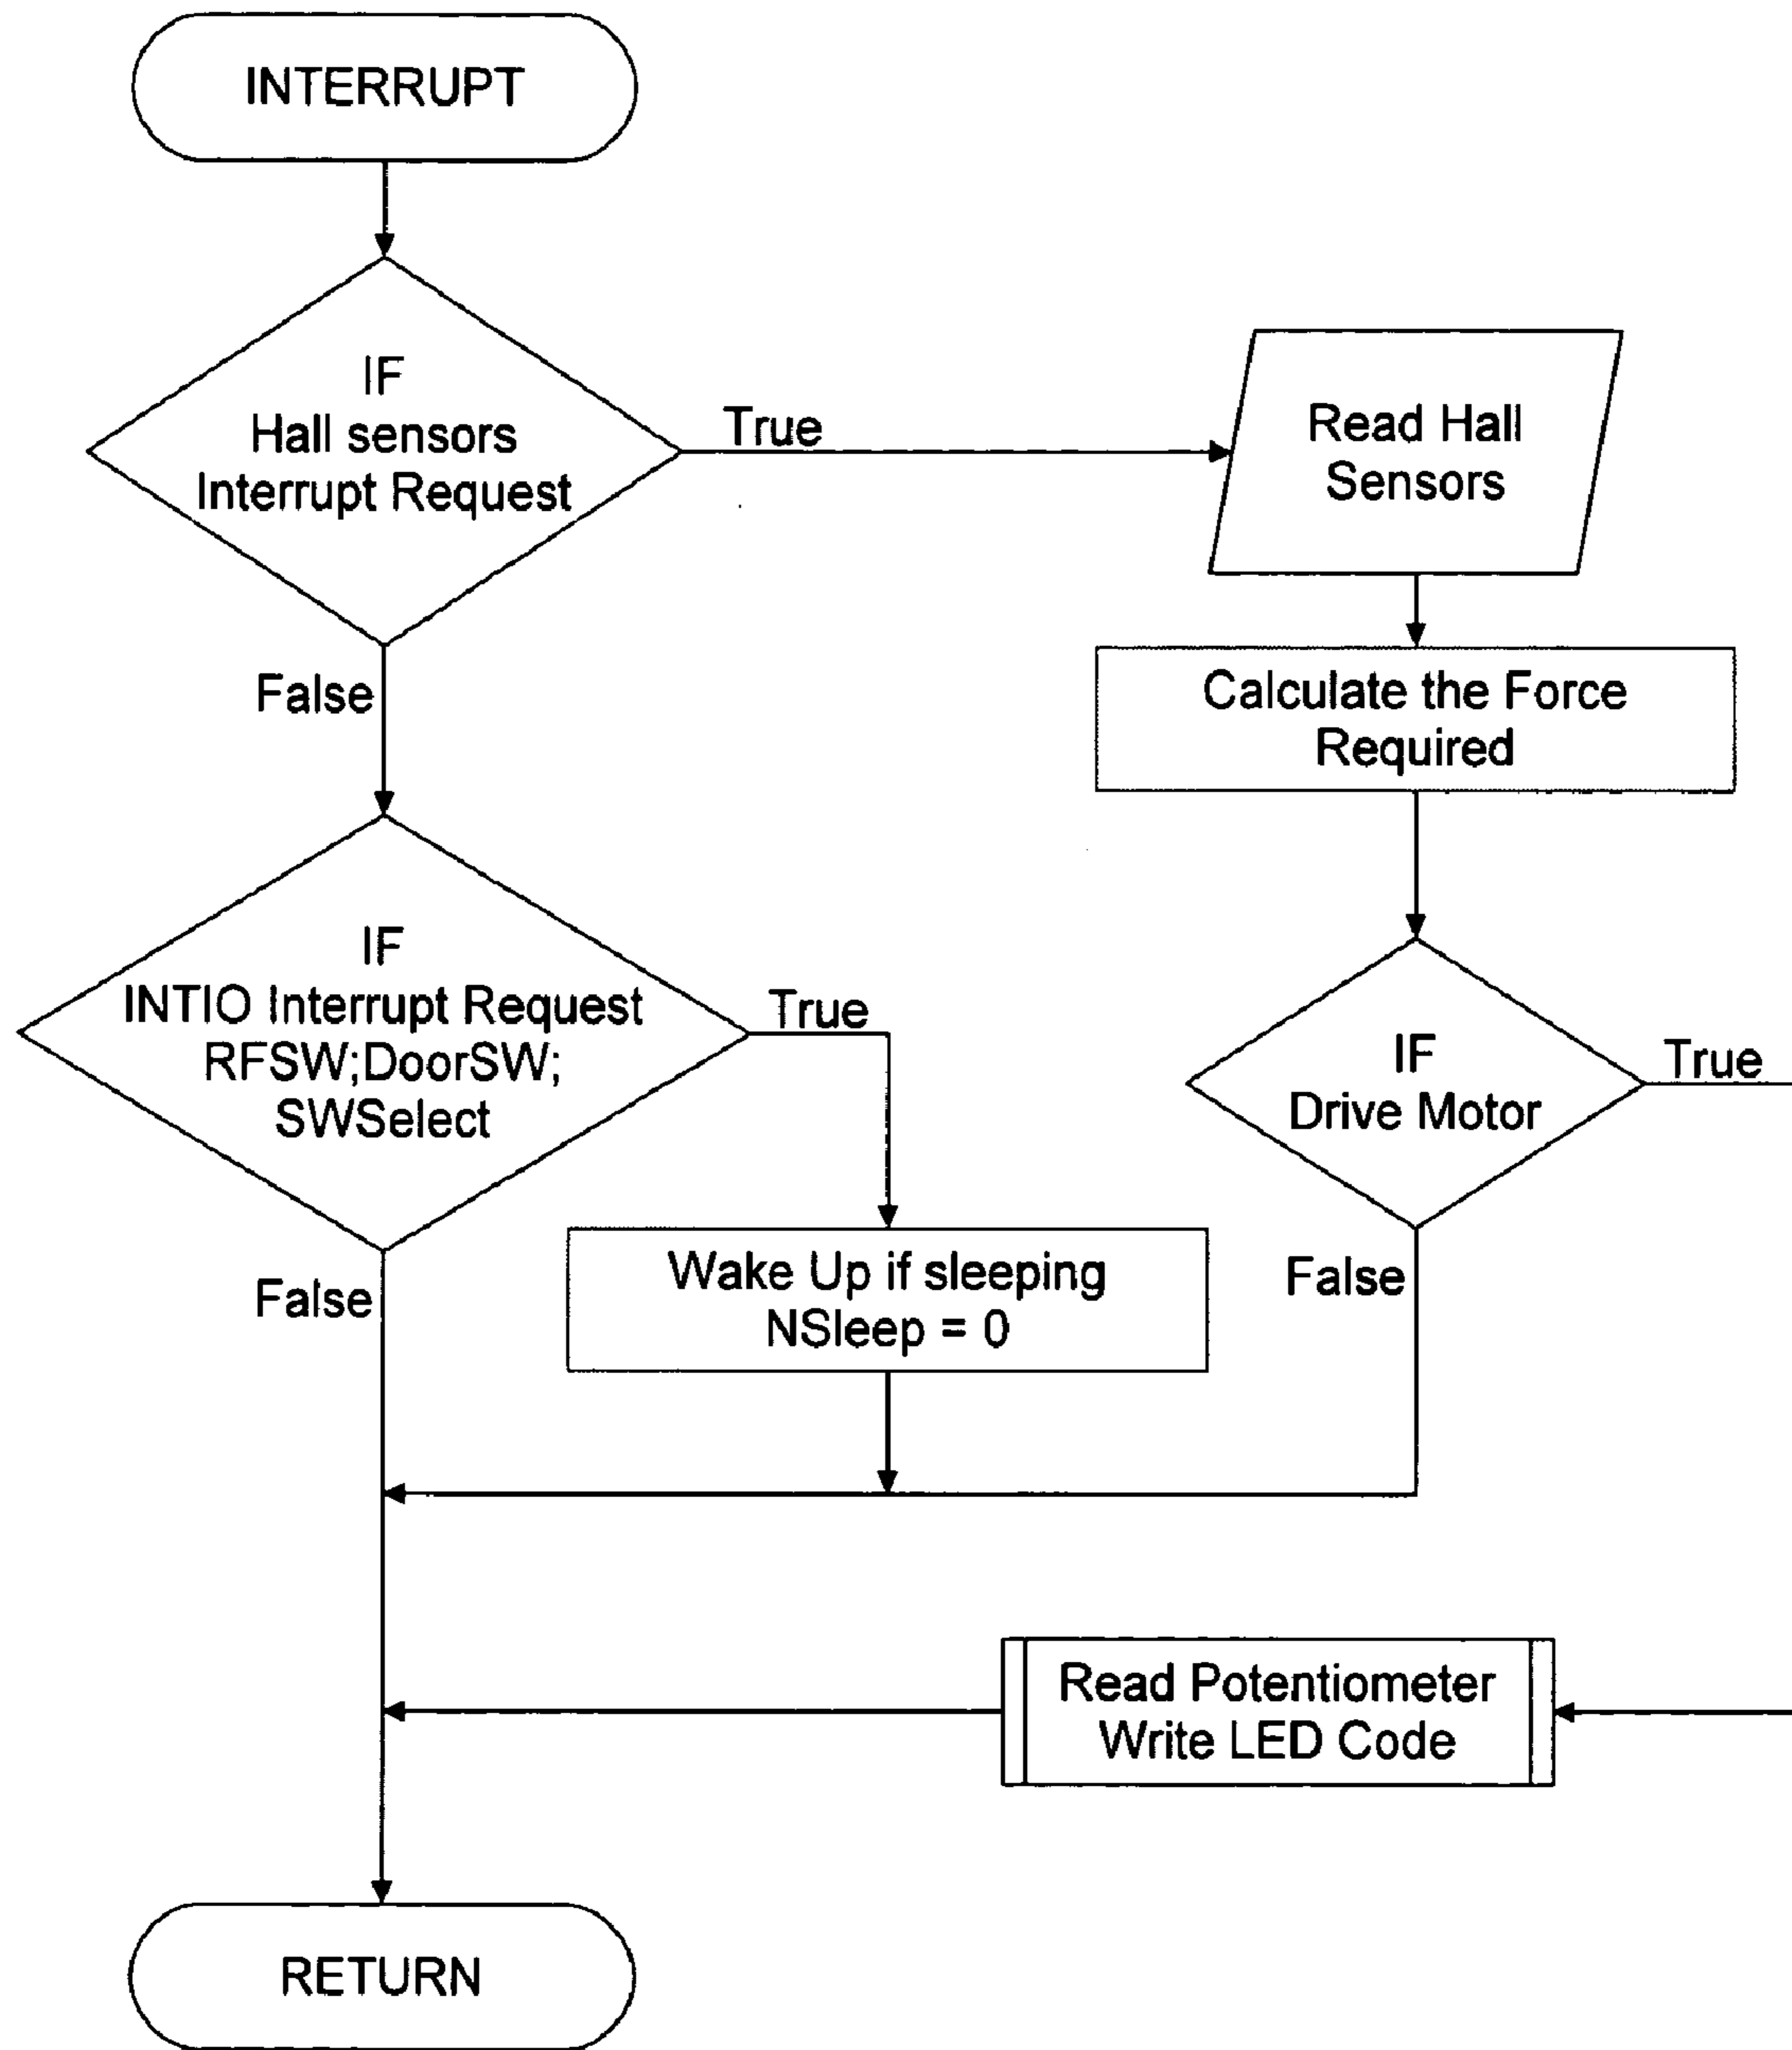 INTERRUPT
IF
Hall sensors
Interrupt Request
True
False
Read Hall
Sensors
Calculate the Force
Required
IF
INTIO Interrupt Request
RFSW;DoorSW;
SWSelect
True
False
IF
Drive Motor
True
False
Wake Up if sleeping
NSleep = 0
Read Potentiometer
Write LED Code
RETURN